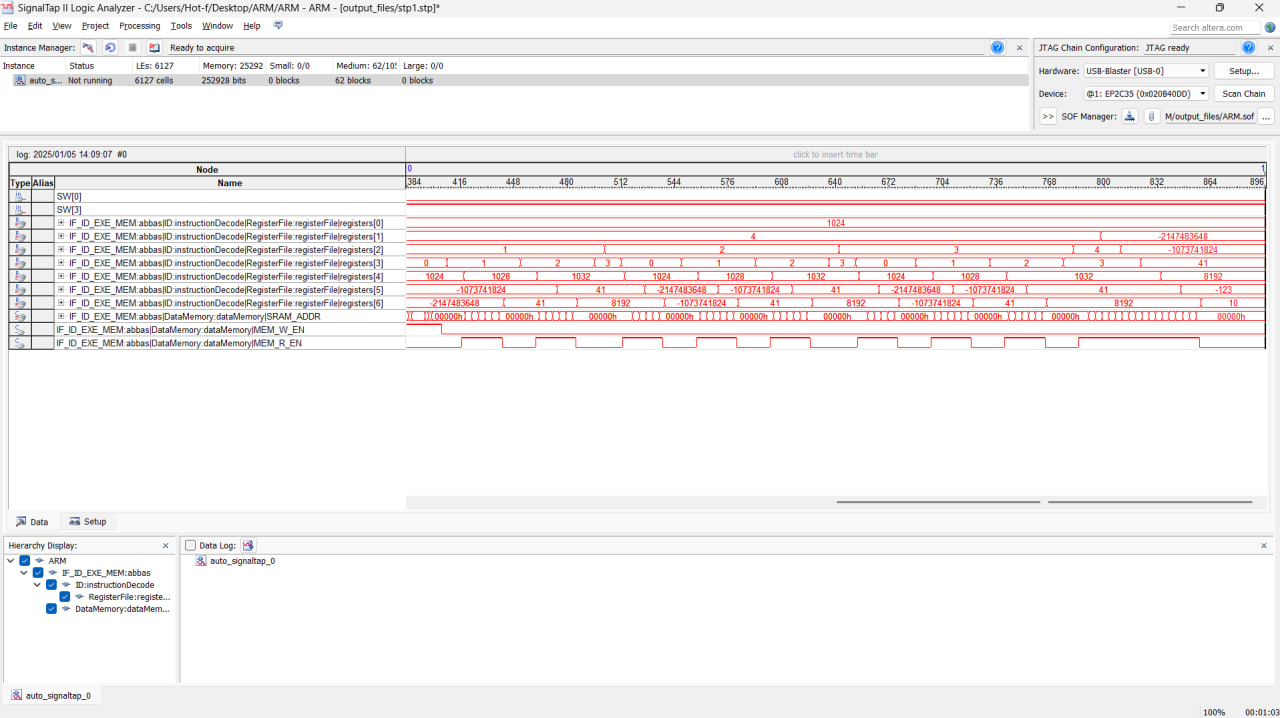 SignalTap II Logic Analyzer - C:/Users/Hot-f/Desktop/ARM/ARM - ARM - [output_files/stp1.stp]*
File Edit View Project Processing Tools Window Help
Search altera.com
Instance Manager: Ready to acquire
JTAG Chain Configuration: JTAG ready
Instance Status LEs: 6127 Memory: 25292 Small: 0/0 Medium: 62/10! Large: 0/0
auto_s... Not running 6127 cells 252928 bits 0 blocks 62 blocks 0 blocks
Hardware: USB-Blaster [USB-0] Setup...
Device: @1: EP2C35 (0x020B40DD) Scan Chain
>> SOF Manager: M/output_files/ARM.sof ...
log: 2025/01/05 14:09:07 #0 click to insert time bar
Node 0 1
Type Alias Name 384 416 448 480 512 544 576 608 640 672 704 736 768 800 832 864 896
SW[0]
SW[3]
IF_ID_EXE_MEM:abbas|ID:instructionDecode|RegisterFile:registerFile|registers[0] 1024
IF_ID_EXE_MEM:abbas|ID:instructionDecode|RegisterFile:registerFile|registers[1] 4 -2147483648
IF_ID_EXE_MEM:abbas|ID:instructionDecode|RegisterFile:registerFile|registers[2] 1 2 3 4 -1073741824
IF_ID_EXE_MEM:abbas|ID:instructionDecode|RegisterFile:registerFile|registers[3] 0 1 2 3 0 1 2 3 0 1 2 3 41
IF_ID_EXE_MEM:abbas|ID:instructionDecode|RegisterFile:registerFile|registers[4] 1024 1028 1032 1024 1028 1032 1024 1028 1032 8192
IF_ID_EXE_MEM:abbas|ID:instructionDecode|RegisterFile:registerFile|registers[5] -1073741824 41 -2147483648 -1073741824 41 -2147483648 -1073741824 41 -123
IF_ID_EXE_MEM:abbas|ID:instructionDecode|RegisterFile:registerFile|registers[6] -2147483648 41 8192 -1073741824 41 8192 -1073741824 41 8192 10
IF_ID_EXE_MEM:abbas|DataMemory:dataMemory|SRAM_ADDR 00000h 00000h 00000h 00000h 00000h 00000h 00000h 00000h 00000h 00000h
IF_ID_EXE_MEM:abbas|DataMemory:dataMemory|MEM_W_EN
IF_ID_EXE_MEM:abbas|DataMemory:dataMemory|MEM_R_EN
Data Setup
Hierarchy Display:
Data Log:
ARM
auto_signaltap_0
IF_ID_EXE_MEM:abbas
ID:instructionDecode
RegisterFile:registe...
DataMemory:dataMem...
auto_signaltap_0
100% 00:01:03